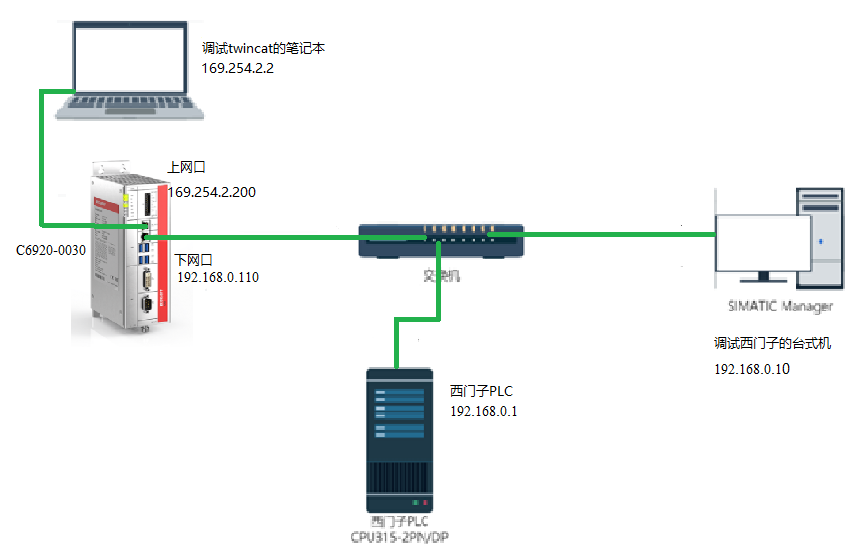 调试twincat的笔记本
169.254.2.2
上网口
169.254.2.200
C6920-0030
下网口
192.168.0.110
交换机
SIMATIC Manager
调试西门子的台式机
192.168.0.10
西门子PLC
192.168.0.1
西门子PLC
CPU315-2PN/DP